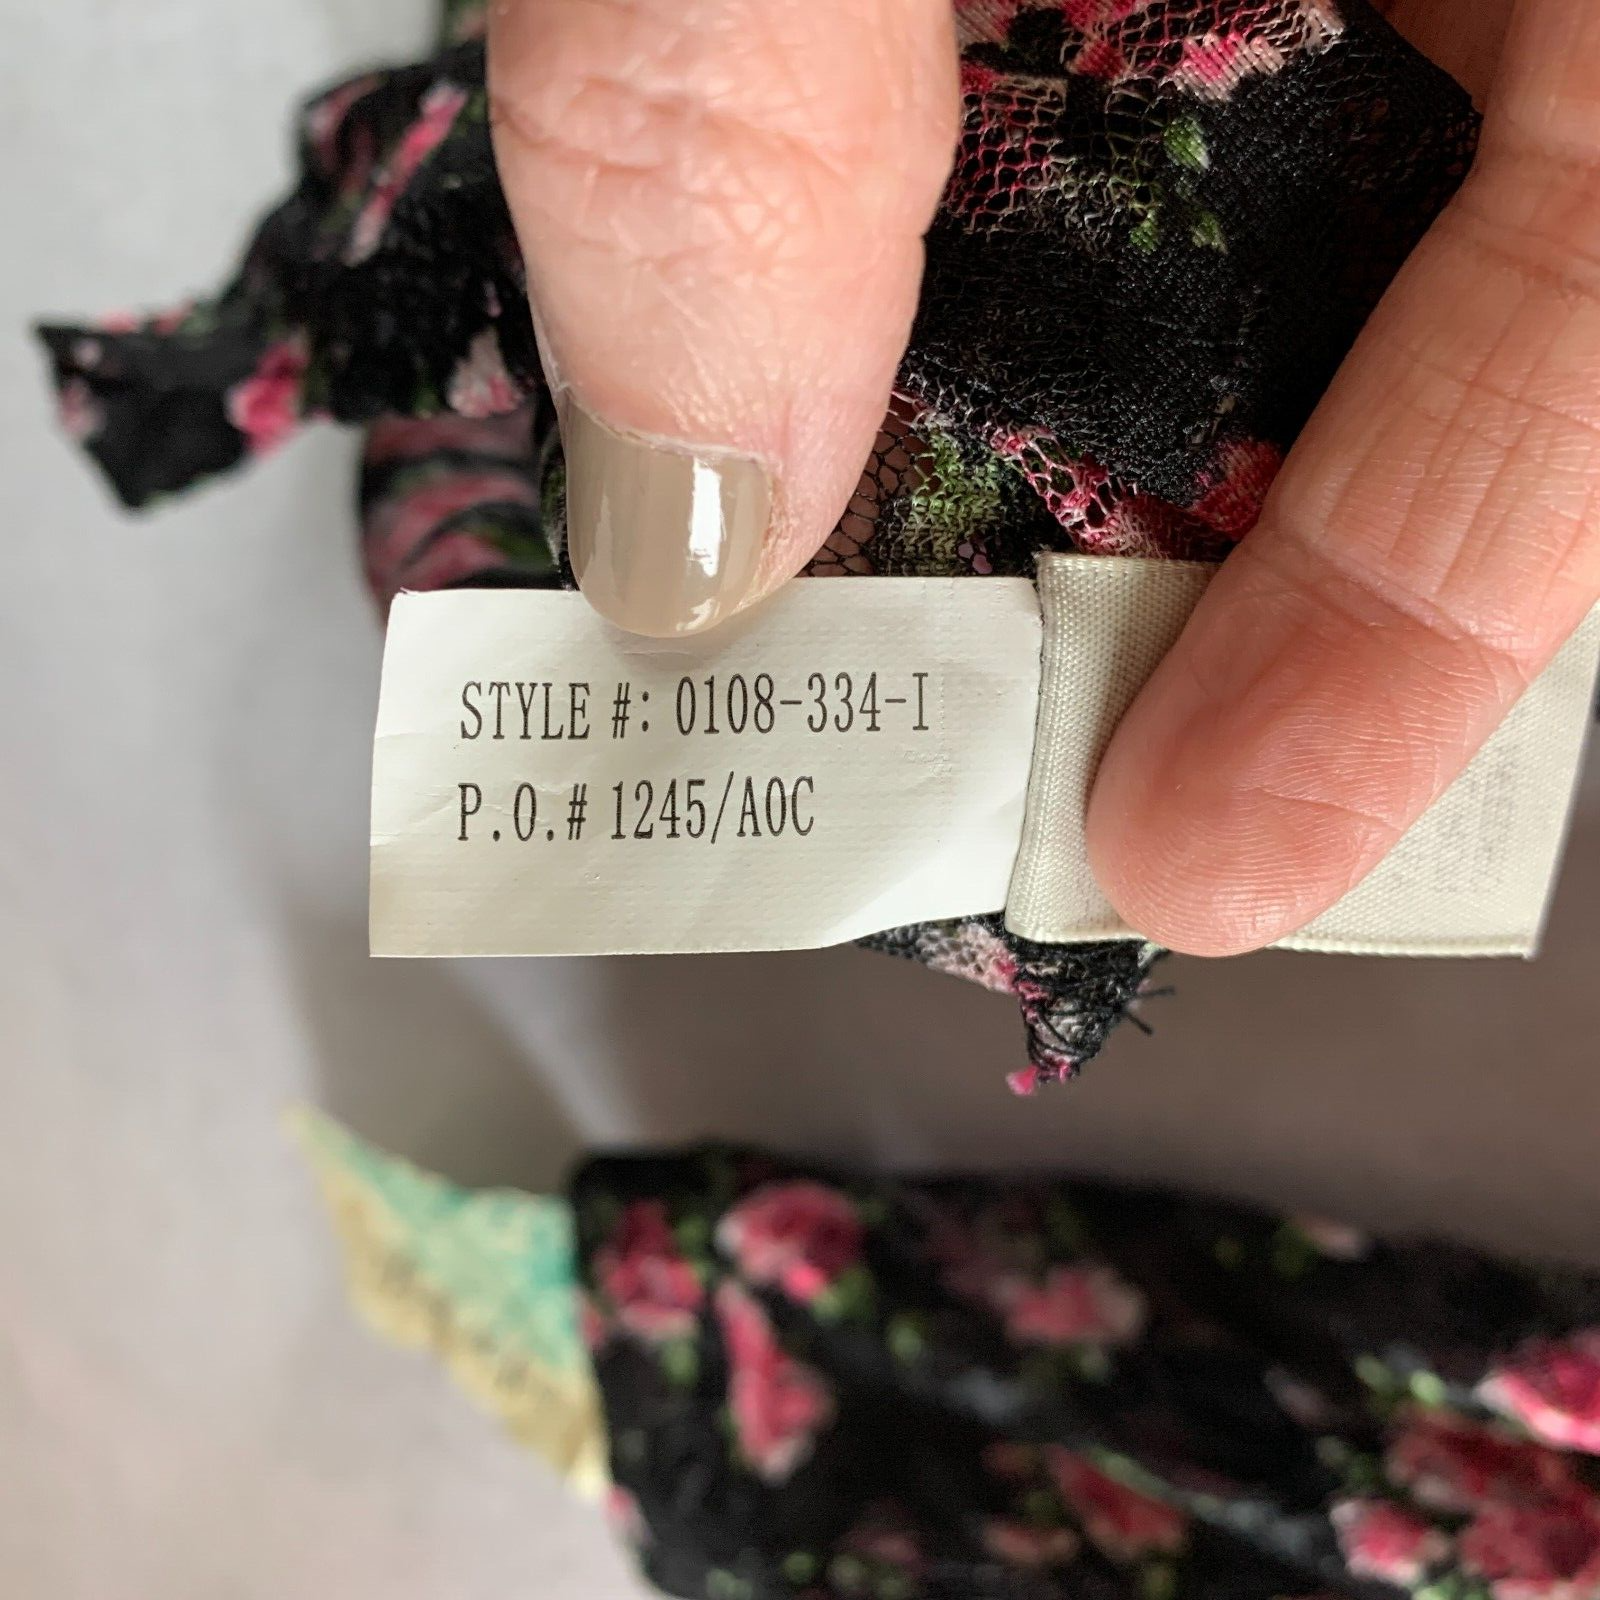 STYLE #: 0108-334-I
P.O.# 1245/AOC